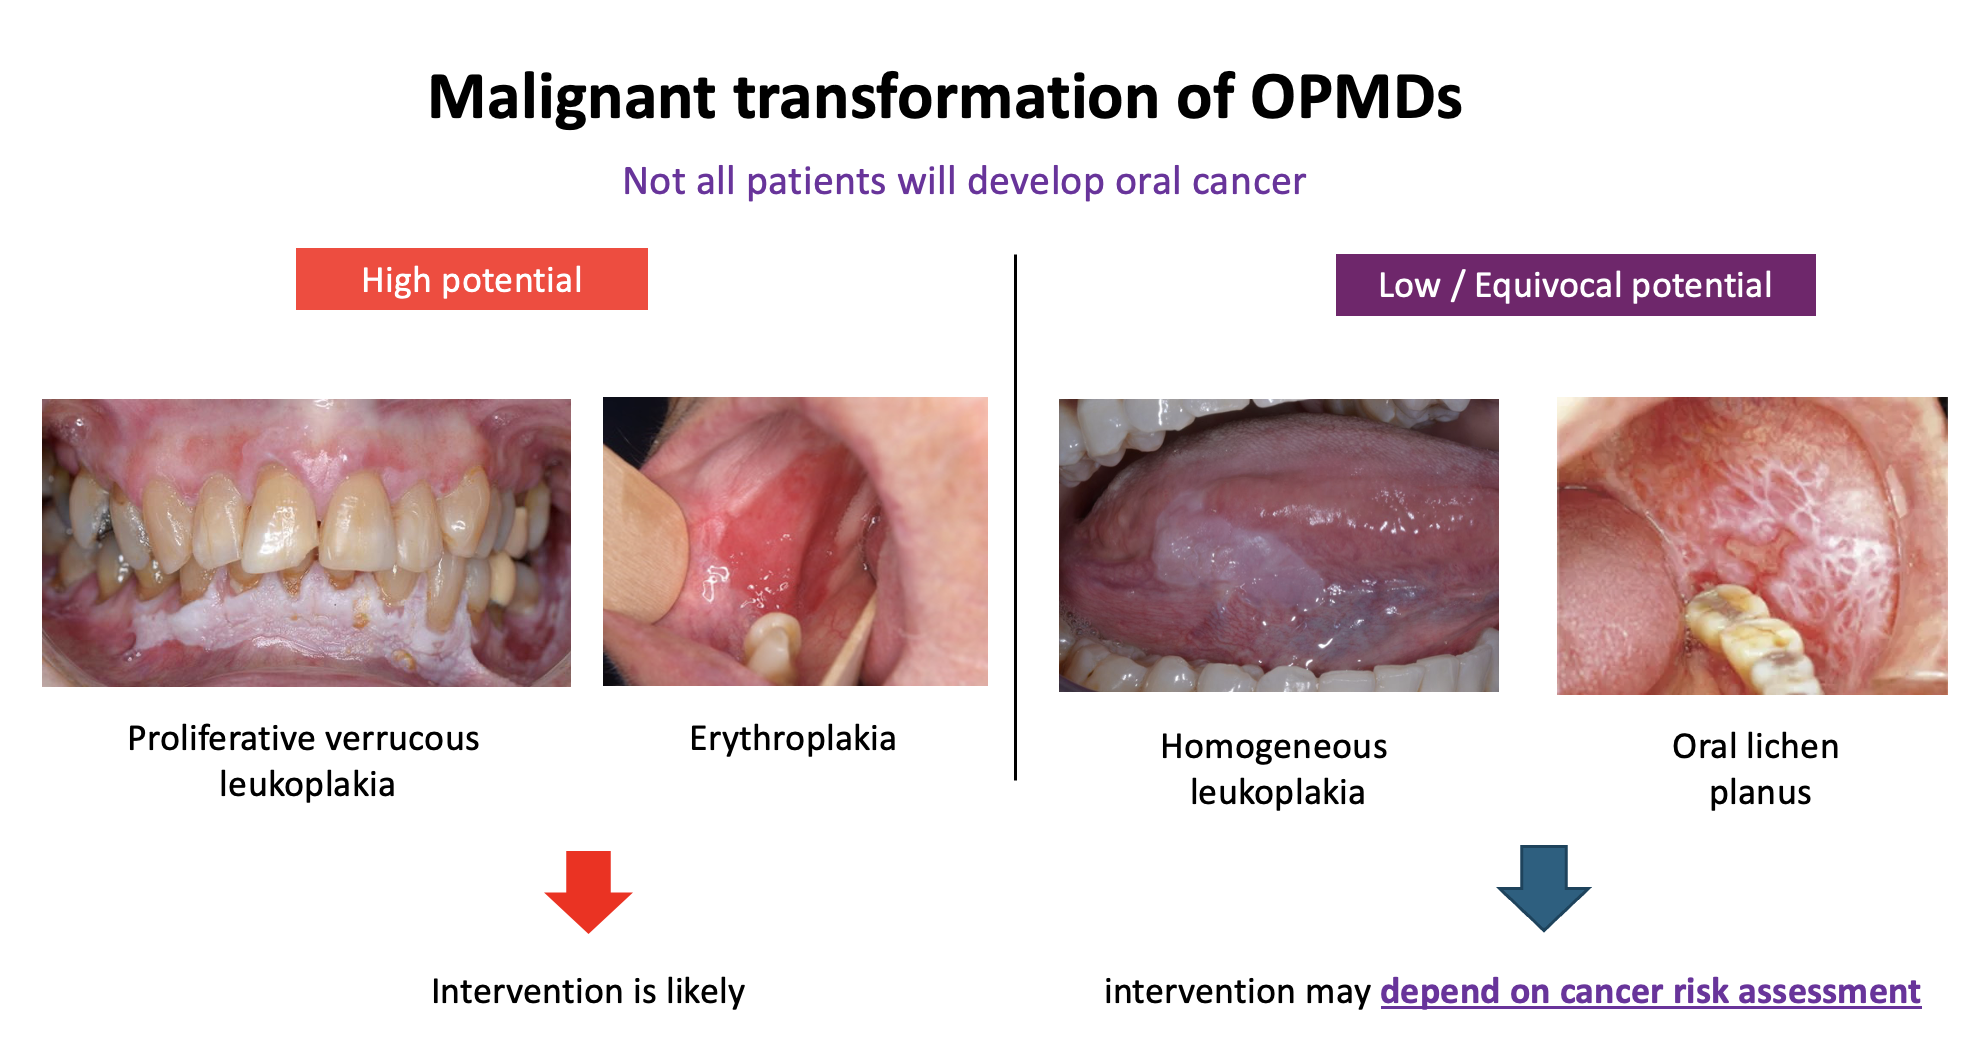 Malignant transformation of OPMDs
Not all patients will develop oral cancer
High potential
Low / Equivocal potential
Proliferative verrucous
leukoplakia
Erythroplakia
Homogeneous
leukoplakia
Oral lichen
planus
Intervention is likely
intervention may depend on cancer risk assessment